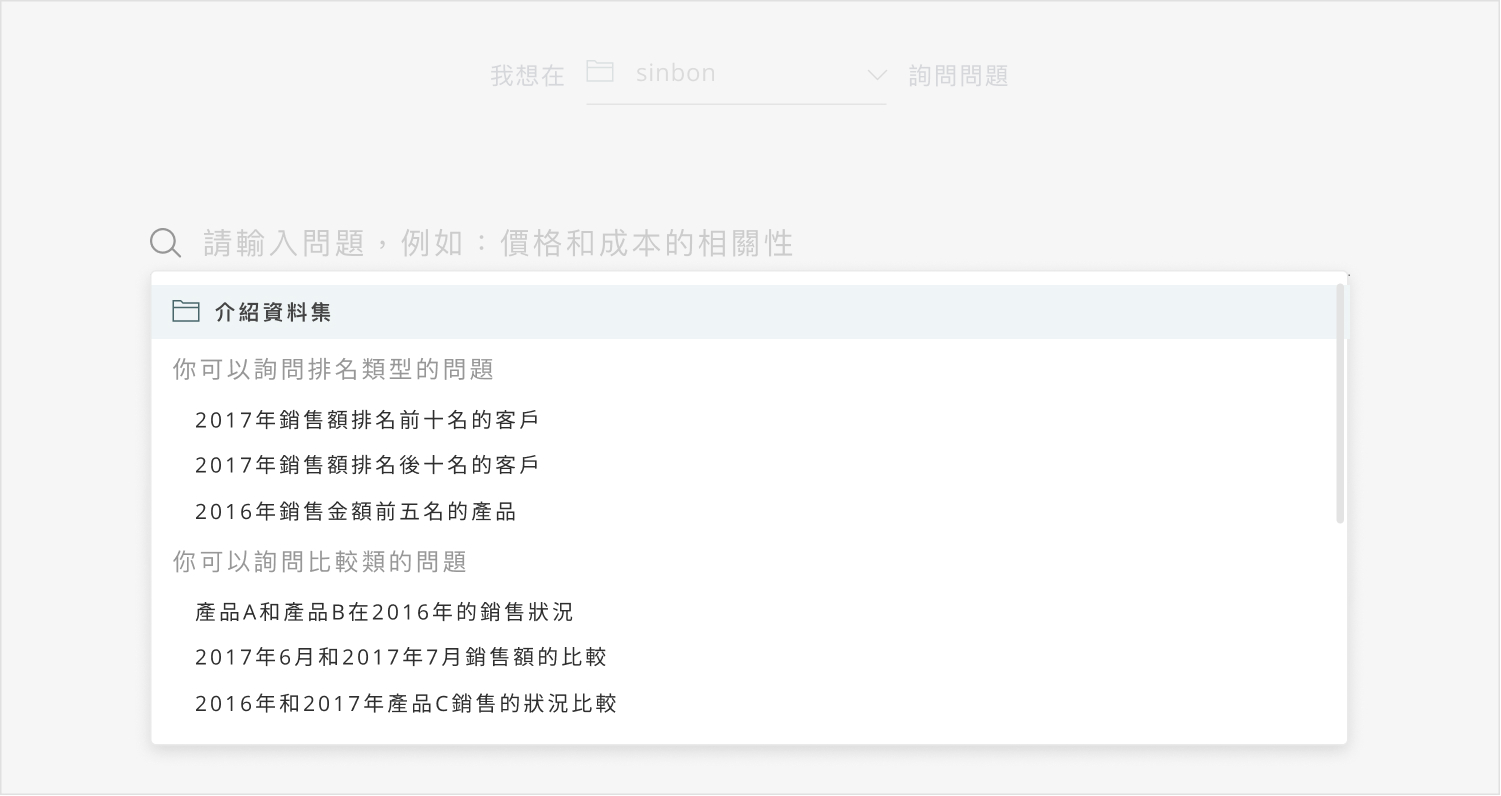 我想在 sinbon 詢問問題
請輸入問題，例如：價格和成本的相關性
介紹資料集
你可以詢問排名類型的問題
2017年銷售額排名前十名的客戶
2017年銷售額排名後十名的客戶
2016年銷售金額前五名的產品
你可以詢問比較類的問題
產品A和產品B在2016年的銷售狀況
2017年6月和2017年7月銷售額的比較
2016年和2017年產品C銷售的狀況比較